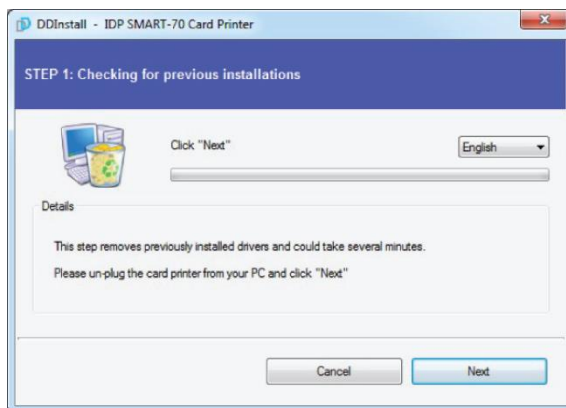 DDInstall - IDP SMART-70 Card Printer
STEP 1: Checking for previous installations
Click "Next"
English
Details
This step removes previously installed drivers and could take several minutes.
Please un-plug the card printer from your PC and click "Next"
Cancel
Next